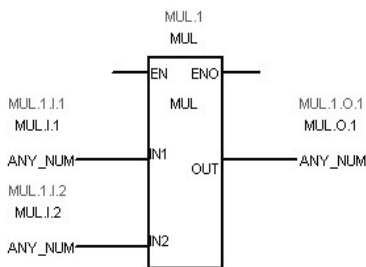 MUL.1
MUL
EN ENO
MUL.1.I.1 MUL MUL.1.O.1
MUL.I.1 MUL.O.1
ANY_NUM IN1 OUT ANY_NUM
MUL.1.I.2
MUL.I.2
ANY_NUM IN2